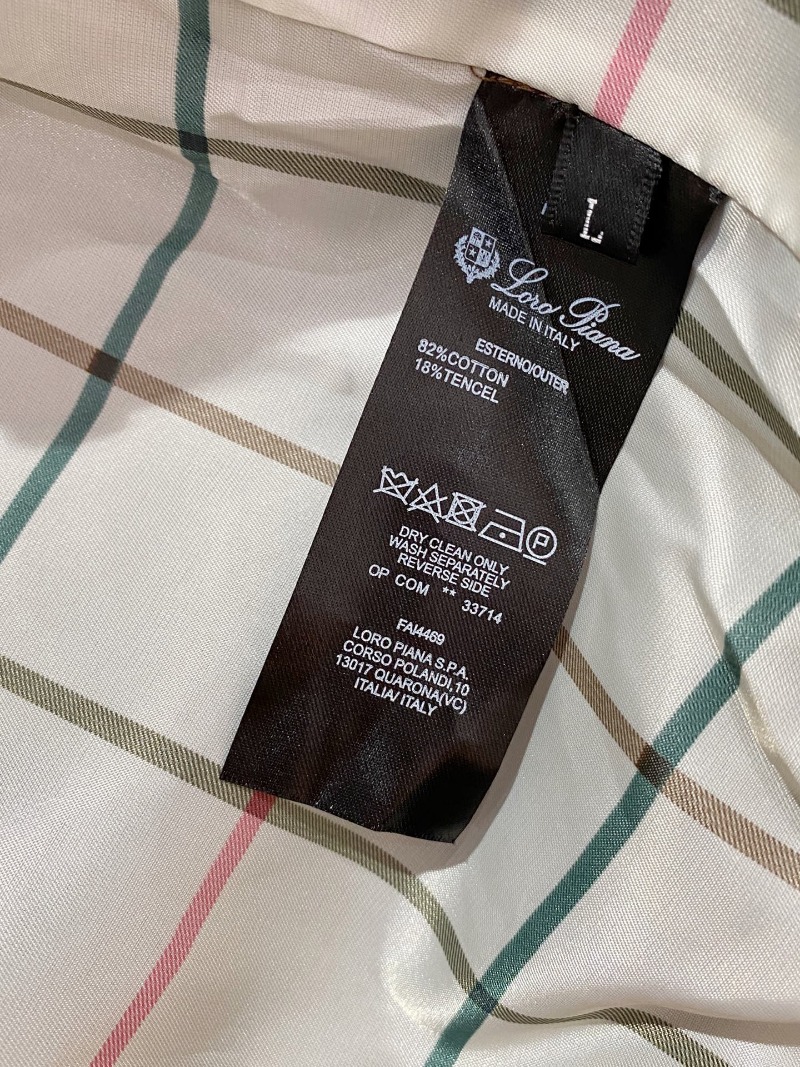 L
Loro Piana
MADE IN ITALY
ESTERNO/OUTER
82%COTTON
18%TENCEL
P
DRY CLEAN ONLY
WASH SEPARATELY
REVERSE SIDE
OP COM ** 33714
FAI4469
LORO PIANA S.P.A.
CORSO POLANDI,10
13017 QUARONA(VC)
ITALIA/ ITALY